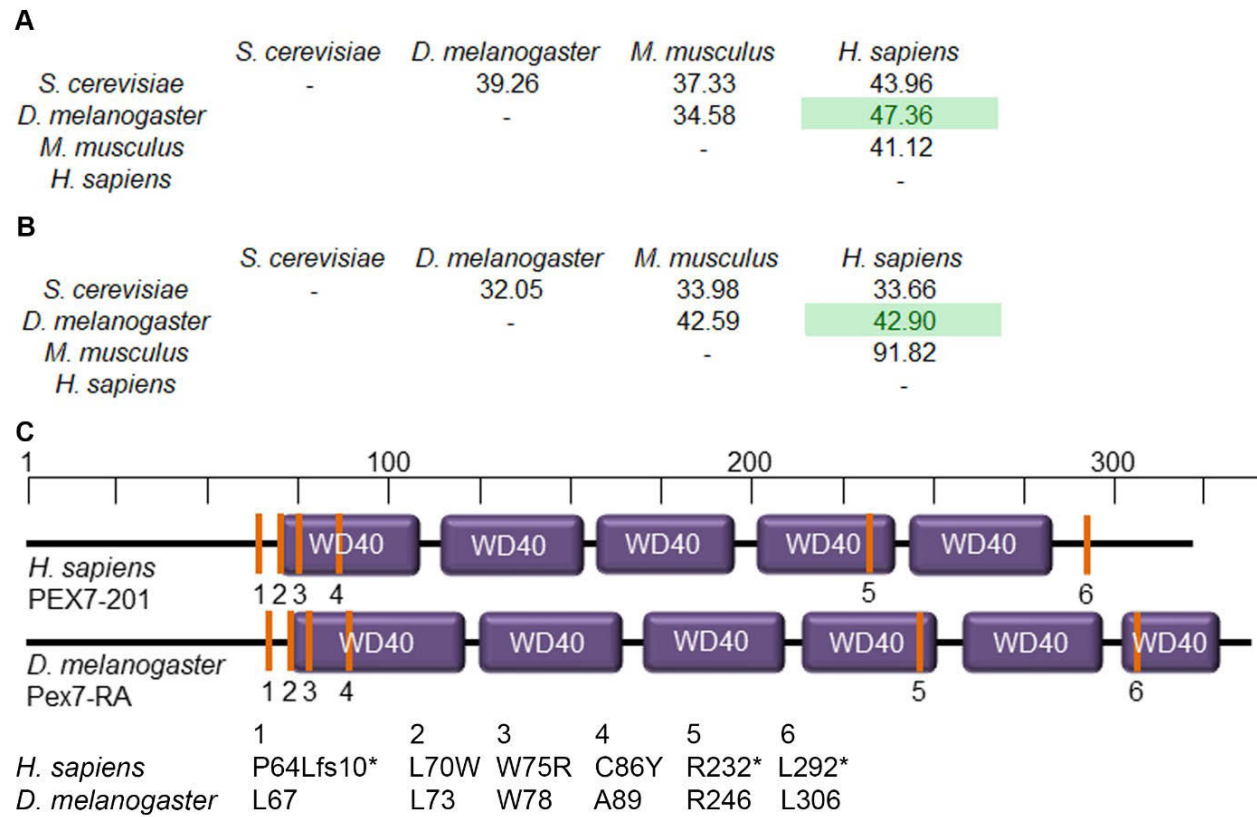 A
S. cerevisiae D. melanogaster M. musculus H. sapiens
S. cerevisiae - 39.26 37.33 43.96
D. melanogaster - 34.58 47.36
M. musculus - 41.12
H. sapiens -
B
S. cerevisiae D. melanogaster M. musculus H. sapiens
S. cerevisiae - 32.05 33.98 33.66
D. melanogaster - 42.59 42.90
M. musculus - 91.82
H. sapiens -
C
1 100 200 300
WD40 WD40 WD40 WD40 WD40
H. sapiens
PEX7-201
1 2 3 4 5 6
WD40 WD40 WD40 WD40 WD40 WD40
D. melanogaster
Pex7-RA
1 2 3 4 5 6
1 2 3 4 5 6
H. sapiens P64Lfs10* L70W W75R C86Y R232* L292*
D. melanogaster L67 L73 W78 A89 R246 L306